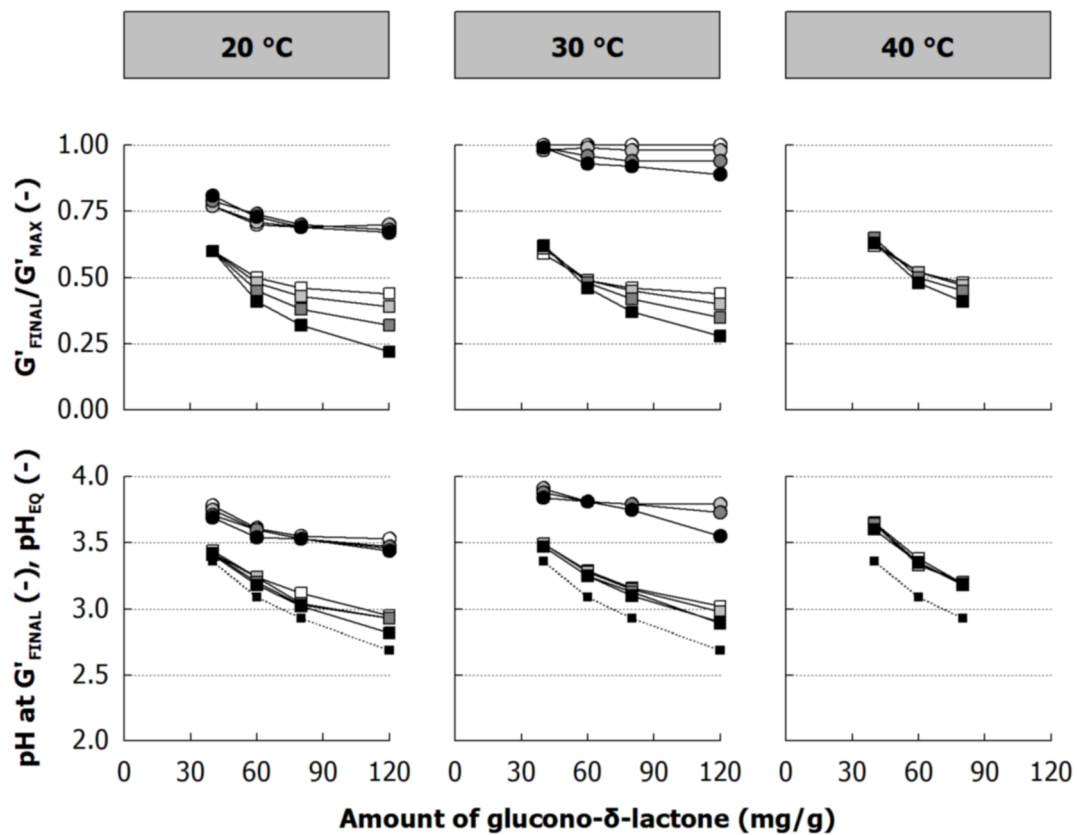 20 °C 30 °C 40 °C
G'FINAL/G'MAX (-)
1.00
0.75
0.50
0.25
0.00
pH at G'FINAL (-), pHEQ (-)
4.0
3.5
3.0
2.5
2.0
0 30 60 90 120 0 30 60 90 120 0 30 60 90 120
Amount of glucono-δ-lactone (mg/g)